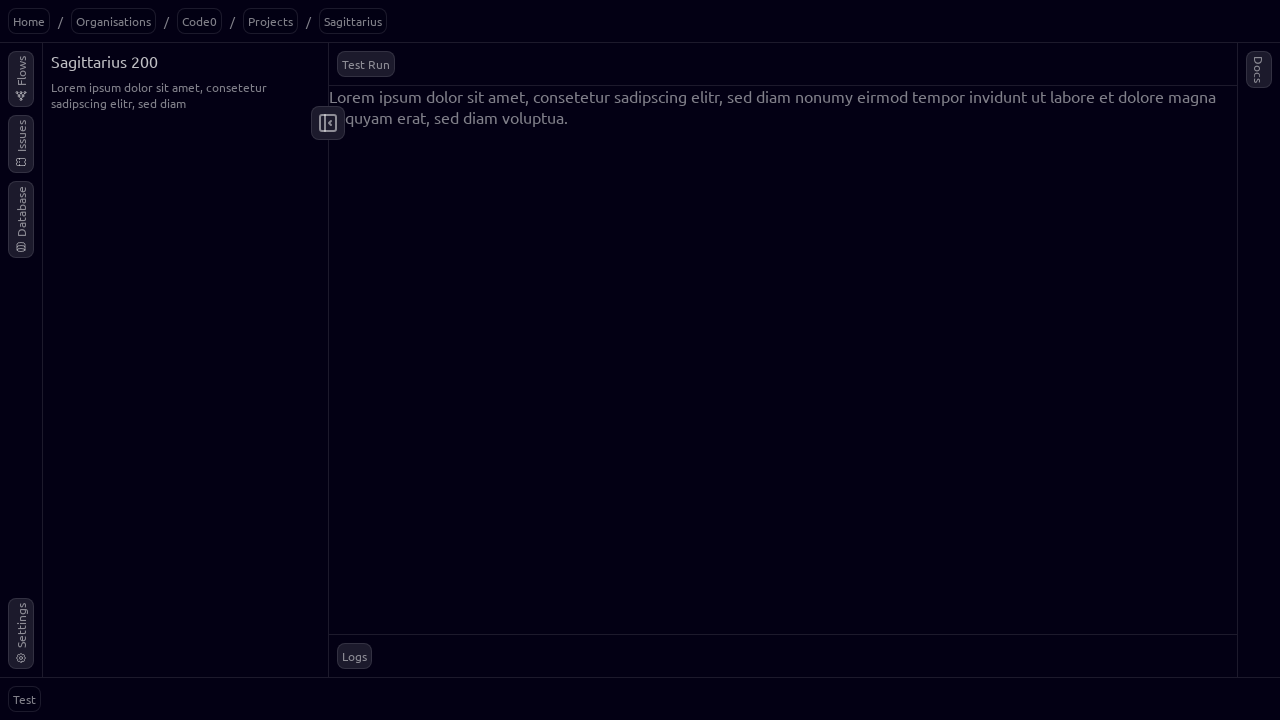 Home / Organisations / Code0 / Projects / Sagittarius
Flows
Issues
Database
Settings
Sagittarius 200
Lorem ipsum dolor sit amet, consetetur
sadipscing elitr, sed diam
Test Run
Lorem ipsum dolor sit amet, consetetur sadipscing elitr, sed diam nonumy eirmod tempor invidunt ut labore et dolore magna
quyam erat, sed diam voluptua.
Logs
Docs
Test